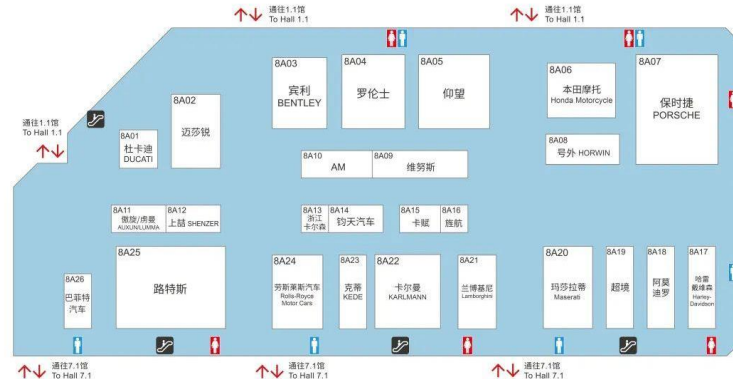 通往1.1馆
To Hall 1.1
通往1.1馆
To Hall 1.1
8A03
宾利
BENTLEY
8A04
罗伦士
8A05
仰望
8A06
本田摩托
Honda Motorcycle
8A07
保时捷
PORSCHE
8A02
迈莎锐
通往1.1馆
To Hall 1.1
8A01
杜卡迪
DUCATI
8A08
号外 HORWIN
8A10
AM
8A09
维努斯
8A11
傲旋/虏曼
AUXUN/LUMMA
8A12
上喆 SHENZER
8A13
浙江
卡尔森
8A14
钧天汽车
8A15
卡赋
8A16
旌航
8A25
路特斯
8A26
巴菲特
汽车
8A24
劳斯莱斯汽车
Rolls-Royce
Motor Cars
8A23
克蒂
KEDE
8A22
卡尔曼
KARLMANN
8A21
兰博基尼
Lamborghini
8A20
玛莎拉蒂
Maserati
8A19
超境
8A18
阿莫
迪罗
8A17
哈雷
戴维森
Harley-
Davidson
通往7.1馆
To Hall 7.1
通往7.1馆
To Hall 7.1
通往7.1馆
To Hall 7.1